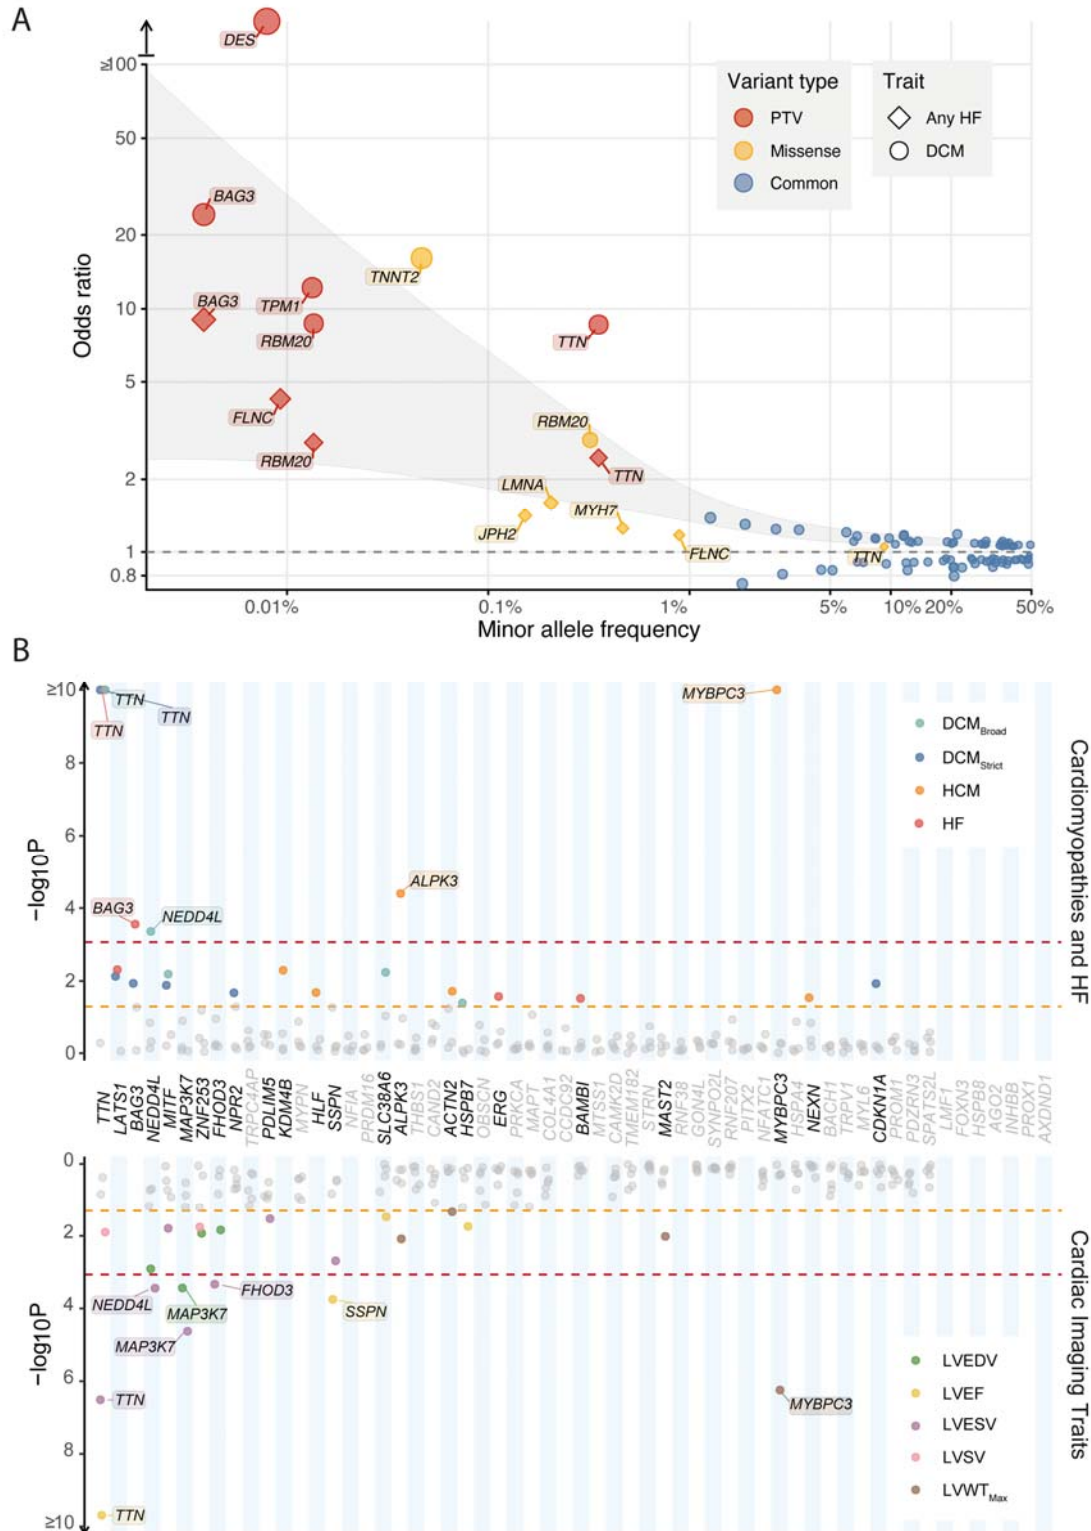 A
DES
≥100
Variant type
Trait
PTV
Any HF
Missense
DCM
Common
50
BAG3
20
TNNT2
Odds ratio
BAG3
TPM1
10
RBM20
TTN
5
FLNC
RBM20
RBM20
TTN
2
LMNA
MYH7
JPH2
FLNC
TTN
1
0.8
0.01%
0.1%
1%
5%
10%
20%
50%
Minor allele frequency
B
≥10
TTN
TTN
TTN
MYBPC3
DCMBroad
DCMStrict
HCM
HF
8
6
−log10P
ALPK3
4
BAG3
NEDD4L
2
0
Cardiomyopathies and HF
TTN
LATS1
BAG3
NEDD4L
MITF
MAP3K7
ZNF253
FHOD3
NPR2
TRPC4AP
PDLIM5
KDM4B
MYPN
HLF
SSPN
NFIA
PRDM16
SLC38A6
ALPK3
THBS1
CAND2
ACTN2
HSPB7
OBSCN
ERG
PRKCA
MAPT
COL4A1
CCDC92
BAMBI
MTSS1
CAMK2D
TMEM182
STRN
MAST2
RNF38
GON4L
SYNPO2L
RNF207
PITX2
NFATC1
MYBPC3
HSPA4
NEXN
BACH1
TRPV1
MYL6
CDKN1A
PROM1
PDZRN3
SPATS2L
LMF1
FOXN3
HSPB8
AGO2
INHBB
PROX1
AXDND1
0
2
NEDD4L
MAP3K7
FHOD3
4
SSPN
−log10P
MAP3K7
6
TTN
MYBPC3
8
TTN
≥10
LVEDV
LVEF
LVESV
LVSV
LVWTMax
Cardiac Imaging Traits